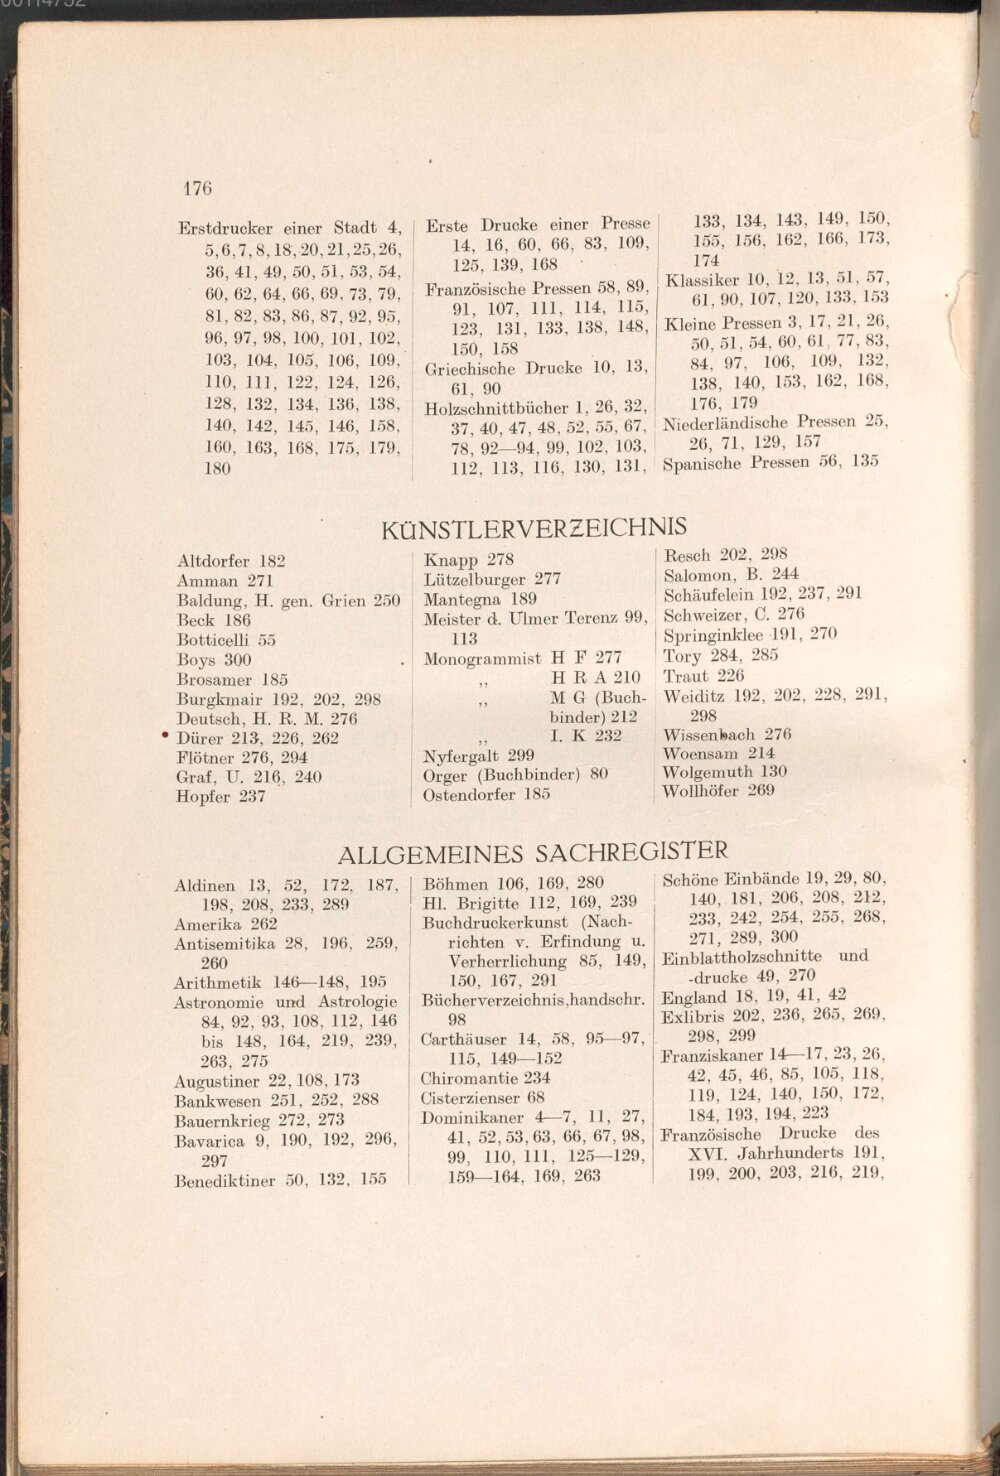 176
Erstdrucker einer Stadt 4,
5, 6, 7, 8, 18, 20, 21, 25, 26,
36, 41, 49, 50, 51, 53, 54,
60, 62, 64, 66, 69, 73, 79,
81, 82, 83, 86, 87, 92, 95,
96, 97, 98, 100, 101, 102,
103, 104, 105, 106, 109,
110, 111, 122, 124, 126,
128, 132, 134, 136, 138,
140, 142, 145, 146, 158,
160, 163, 168, 175, 179,
180
Erste Drucke einer Presse
14, 16, 60, 66, 83, 109,
125, 139, 168
Französische Pressen 58, 89,
91, 107, 111, 114, 115,
123, 131, 133, 138, 148,
150, 158
Griechische Drucke 10, 13,
61, 90
Holzschnittbücher 1, 26, 32,
37, 40, 47, 48, 52, 55, 67,
78, 92—94, 99, 102, 103,
112, 113, 116, 130, 131,
133, 134, 143, 149, 150,
155, 156, 162, 166, 173,
174
Klassiker 10, 12, 13, 51, 57,
61, 90, 107, 120, 133, 153
Kleine Pressen 3, 17, 21, 26,
50, 51, 54, 60, 61, 77, 83,
84, 97, 106, 109, 132,
138, 140, 153, 162, 168,
176, 179
Niederländische Pressen 25,
26, 71, 129, 157
Spanische Pressen 56, 135
KÜNSTLERVERZEICHNIS
Altdorfer 182
Amman 271
Baldung, H. gen. Grien 250
Beck 186
Botticelli 55
Boys 300
Brosamer 185
Burgkmair 192, 202, 298
Deutsch, H. R. M. 276
Dürer 213, 226, 262
Flötner 276, 294
Graf, U. 216, 240
Hopfer 237
Knapp 278
Lützelburger 277
Mantegna 189
Meister d. Ulmer Terenz 99,
113
Monogrammist H F 277
„ H R A 210
„ M G (Buch-
binder) 212
„ I. K 232
Nyfergalt 299
Orger (Buchbinder) 80
Ostendorfer 185
Resch 202, 298
Salomon, B. 244
Schäufelein 192, 237, 291
Schweizer, C. 276
Springinklee 191, 270
Tory 284, 285
Traut 226
Weiditz 192, 202, 228, 291,
298
Wissenbach 276
Woensam 214
Wolgemuth 130
Wollhöfer 269
ALLGEMEINES SACHREGISTER
Aldinen 13, 52, 172, 187,
198, 208, 233, 289
Amerika 262
Antisemitika 28, 196, 259,
260
Arithmetik 146—148, 195
Astronomie und Astrologie
84, 92, 93, 108, 112, 146
bis 148, 164, 219, 239,
263, 275
Augustiner 22, 108, 173
Bankwesen 251, 252, 288
Bauernkrieg 272, 273
Bavarica 9, 190, 192, 296,
297
Benediktiner 50, 132, 155
Böhmen 106, 169, 280
Hl. Brigitte 112, 169, 239
Buchdruckerkunst (Nach-
richten v. Erfindung u.
Verherrlichung 85, 149,
150, 167, 291
Bücherverzeichnis, handschr.
98
Carthäuser 14, 58, 95—97,
115, 149—152
Chiromantie 234
Cisterzienser 68
Dominikaner 4—7, 11, 27,
41, 52, 53, 63, 66, 67, 98,
99, 110, 111, 125—129,
159—164, 169, 263
Schöne Einbände 19, 29, 80,
140, 181, 206, 208, 212,
233, 242, 254, 255, 268,
271, 289, 300
Einblattholzschnitte und
-drucke 49, 270
England 18, 19, 41, 42
Exlibris 202, 236, 265, 269,
298, 299
Franziskaner 14—17, 23, 26,
42, 45, 46, 85, 105, 118,
119, 124, 140, 150, 172,
184, 193, 194, 223
Französische Drucke des
XVI. Jahrhunderts 191,
199, 200, 203, 216, 219,